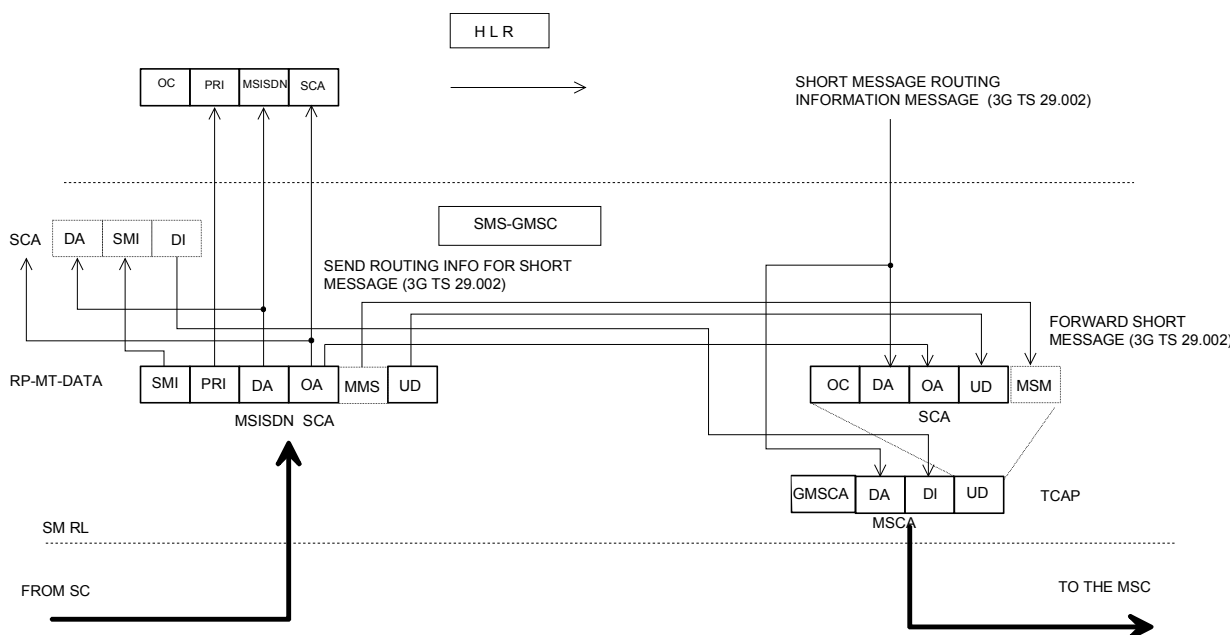 H L R
OC PRI MSISDN SCA
SHORT MESSAGE ROUTING
INFORMATION MESSAGE (3G TS 29.002)
SMS-GMSC
SCA DA SMI DI
SEND ROUTING INFO FOR SHORT
MESSAGE (3G TS 29.002)
FORWARD SHORT
MESSAGE (3G TS 29.002)
RP-MT-DATA SMI PRI DA OA MMS UD
OC DA OA UD MSM
MSISDN SCA
SCA
GMSCA DA DI UD TCAP
MSCA
SM RL
FROM SC
TO THE MSC